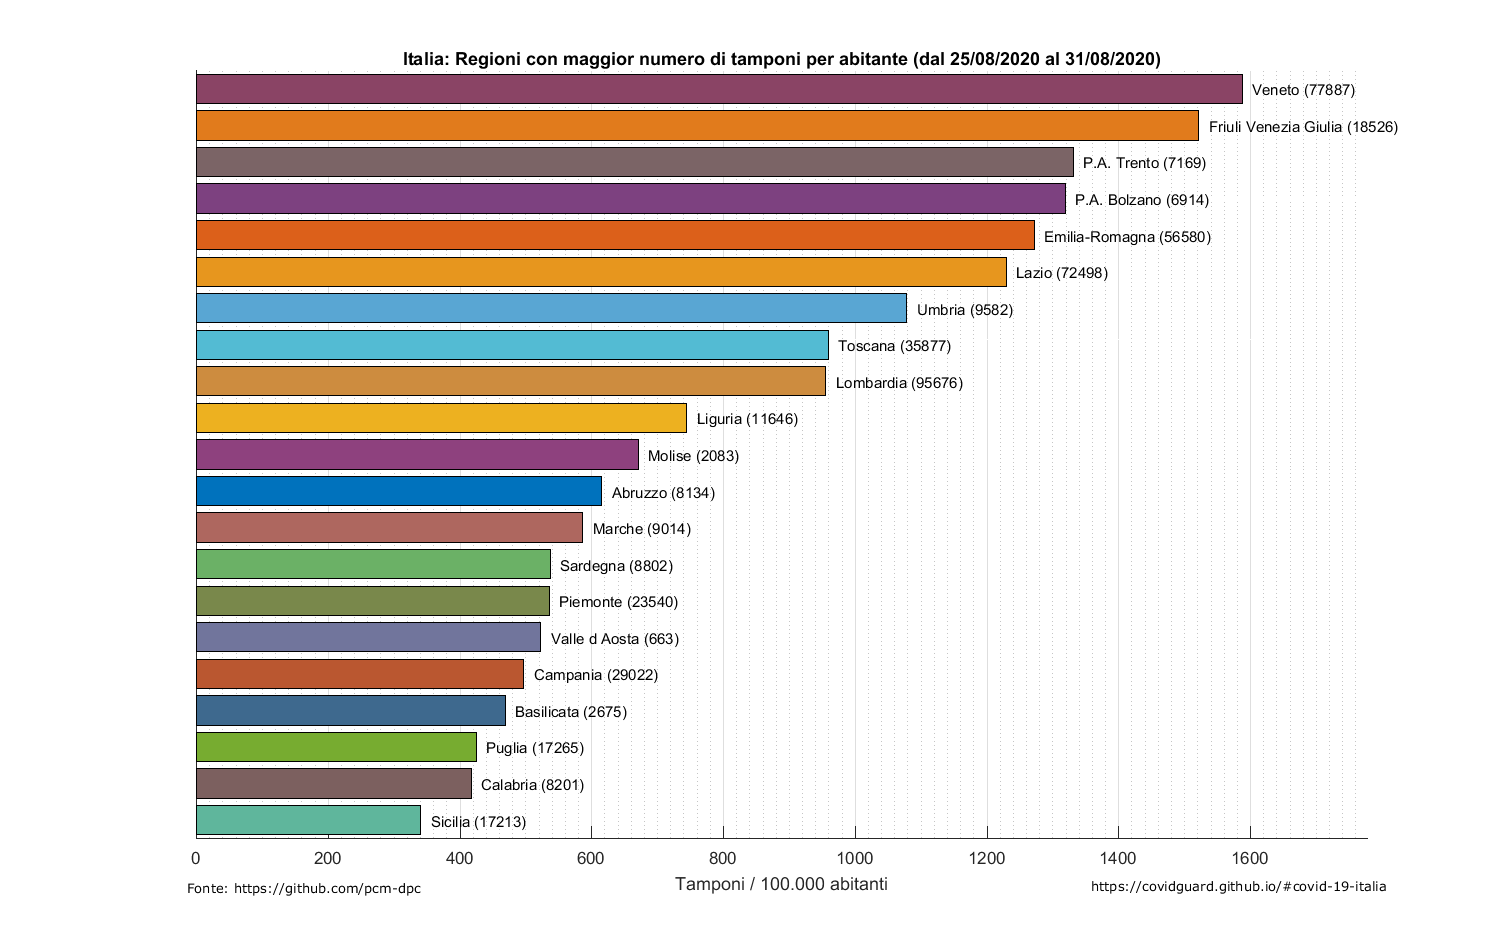 Italia: Regioni con maggior numero di tamponi per abitante (dal 25/08/2020 al 31/08/2020)
Veneto (77887)
Friuli Venezia Giulia (18526)
P.A. Trento (7169)
P.A. Bolzano (6914)
Emilia-Romagna (56580)
Lazio (72498)
Umbria (9582)
Toscana (35877)
Lombardia (95676)
Liguria (11646)
Molise (2083)
Abruzzo (8134)
Marche (9014)
Sardegna (8802)
Piemonte (23540)
Valle d Aosta (663)
Campania (29022)
Basilicata (2675)
Puglia (17265)
Calabria (8201)
Sicilia (17213)
0 200 400 600 800 1000 1200 1400 1600
Tamponi / 100.000 abitanti
Fonte: https://github.com/pcm-dpc
https://covidguard.github.io/#covid-19-italia